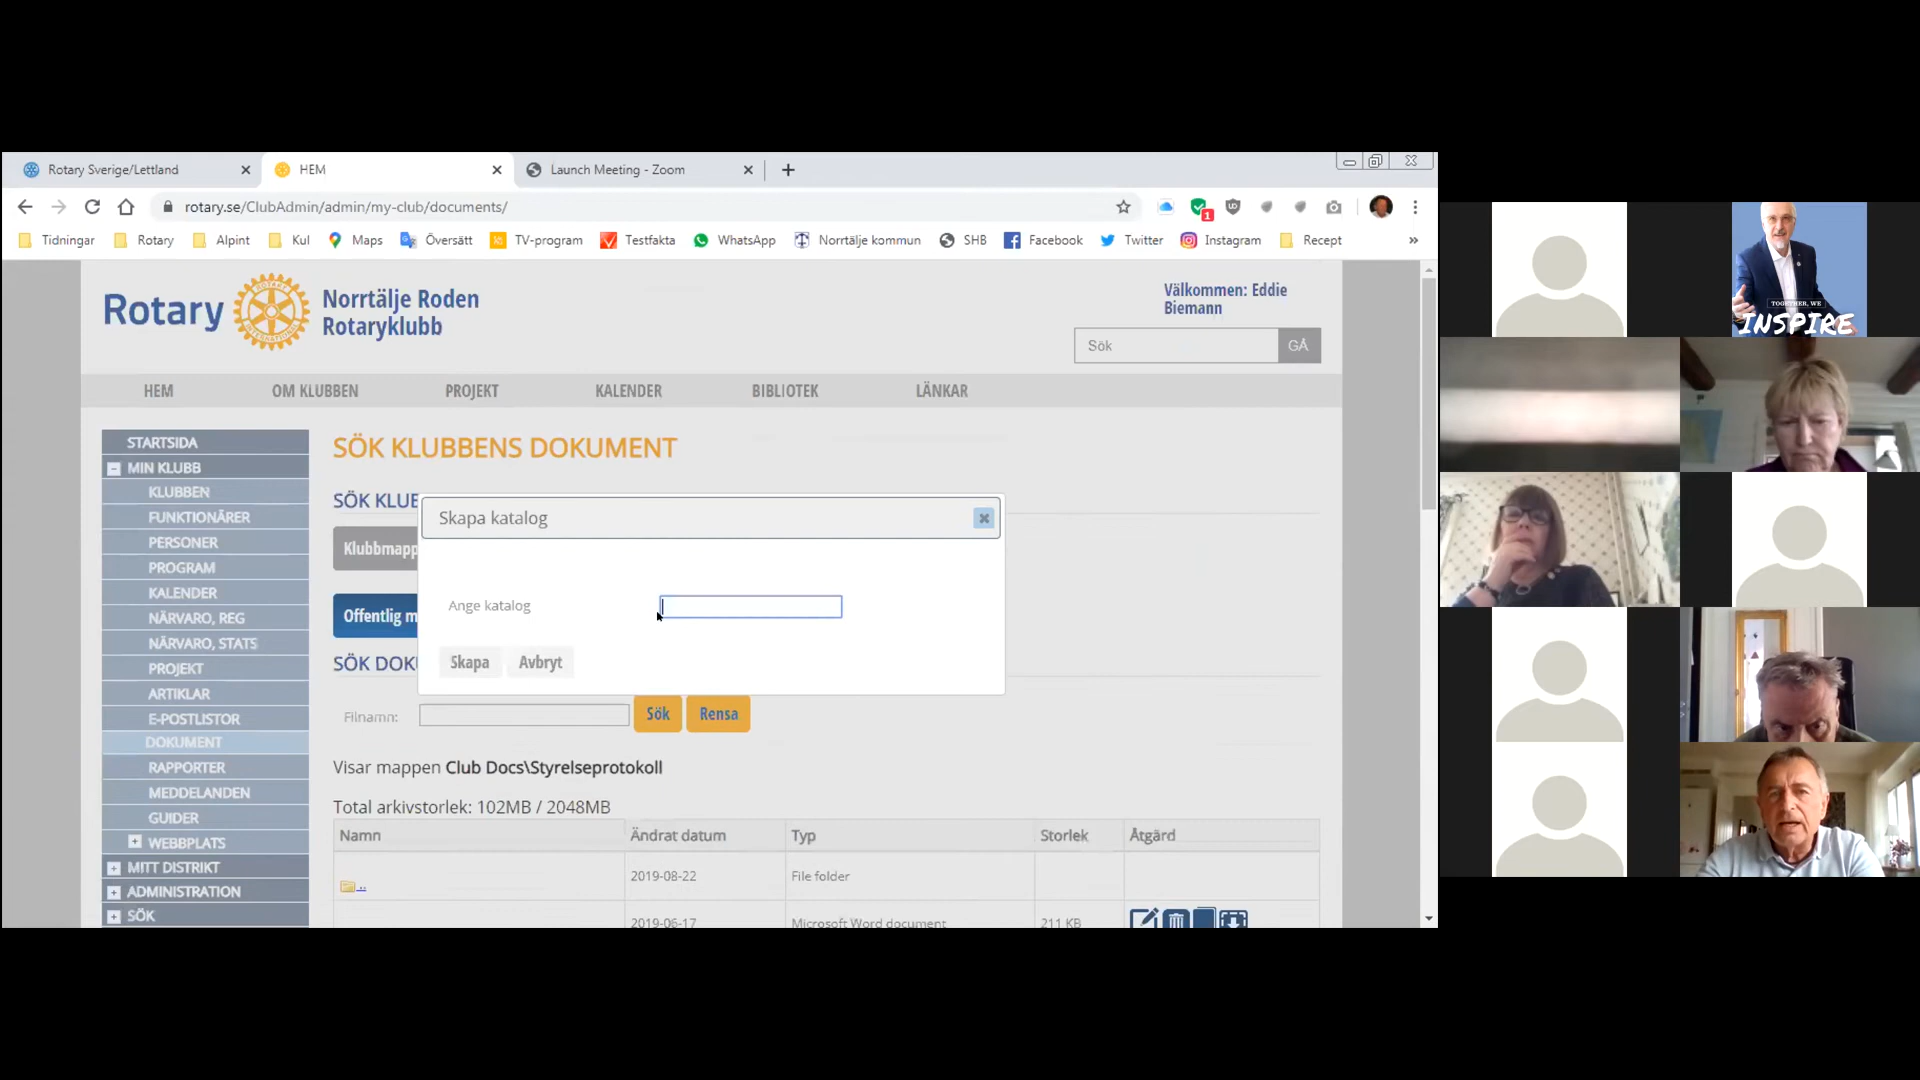 Rotary Sverige/Lettland
HEM
Launch Meeting - Zoom
rotary.se/ClubAdmin/admin/my-club/documents/
1
Tidningar
Rotary
Alpint
Kul
Maps
Översätt
TV-program
Testfakta
WhatsApp
Norrtälje kommun
SHB
Facebook
Twitter
Instagram
Recept
»
Rotary
Norrtälje Roden
Rotaryklubb
Välkommen: Eddie
Biemann
Sök
GÅ
HEM
OM KLUBBEN
PROJEKT
KALENDER
BIBLIOTEK
LÄNKAR
STARTSIDA
MIN KLUBB
KLUBBEN
FUNKTIONÄRER
PERSONER
PROGRAM
KALENDER
NÄRVARO, REG
NÄRVARO, STATS
PROJEKT
ARTIKLAR
E-POSTLISTOR
DOKUMENT
RAPPORTER
MEDDELANDEN
GUIDER
WEBBPLATS
MITT DISTRIKT
ADMINISTRATION
SÖK
SÖK KLUBBENS DOKUMENT
SÖK KLUB
Klubbmapp
Offentlig m
SÖK DOK
Skapa katalog
Ange katalog
Skapa
Avbryt
Filnamn:
Sök
Rensa
Visar mappen Club Docs\Styrelseprotokoll
Total arkivstorlek: 102MB / 2048MB
Namn
Ändrat datum
Typ
Storlek
Åtgärd
..
2019-08-22
File folder
2019-06-17
Microsoft Word document
211 KB
TOGETHER, WE
INSPIRE